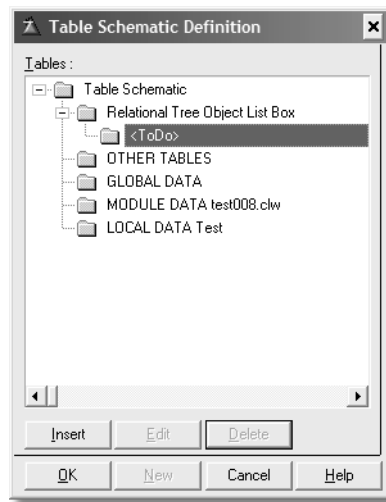 Table Schematic Definition
Tables :
Table Schematic
Relational Tree Object List Box
<ToDo>
OTHER TABLES
GLOBAL DATA
MODULE DATA test008.clw
LOCAL DATA Test
Insert Edit Delete
OK New Cancel Help